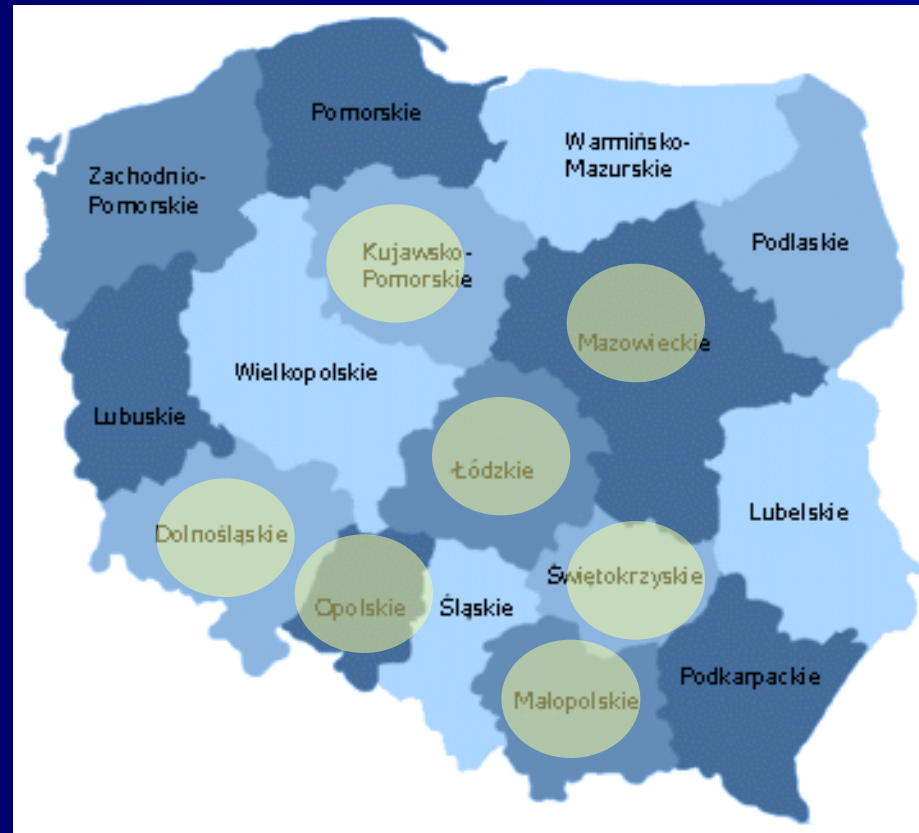 Pomorskie
Warmińsko-
Mazurskie
Zachodnio-
Pomorskie
Podlaskie
Kujawsko-
Pomorskie
Mazowieckie
Wielkopolskie
Lubuskie
Łódzkie
Lubelskie
Dolnośląskie
Świętokrzyskie
Opolskie
Śląskie
Podkarpackie
Małopolskie